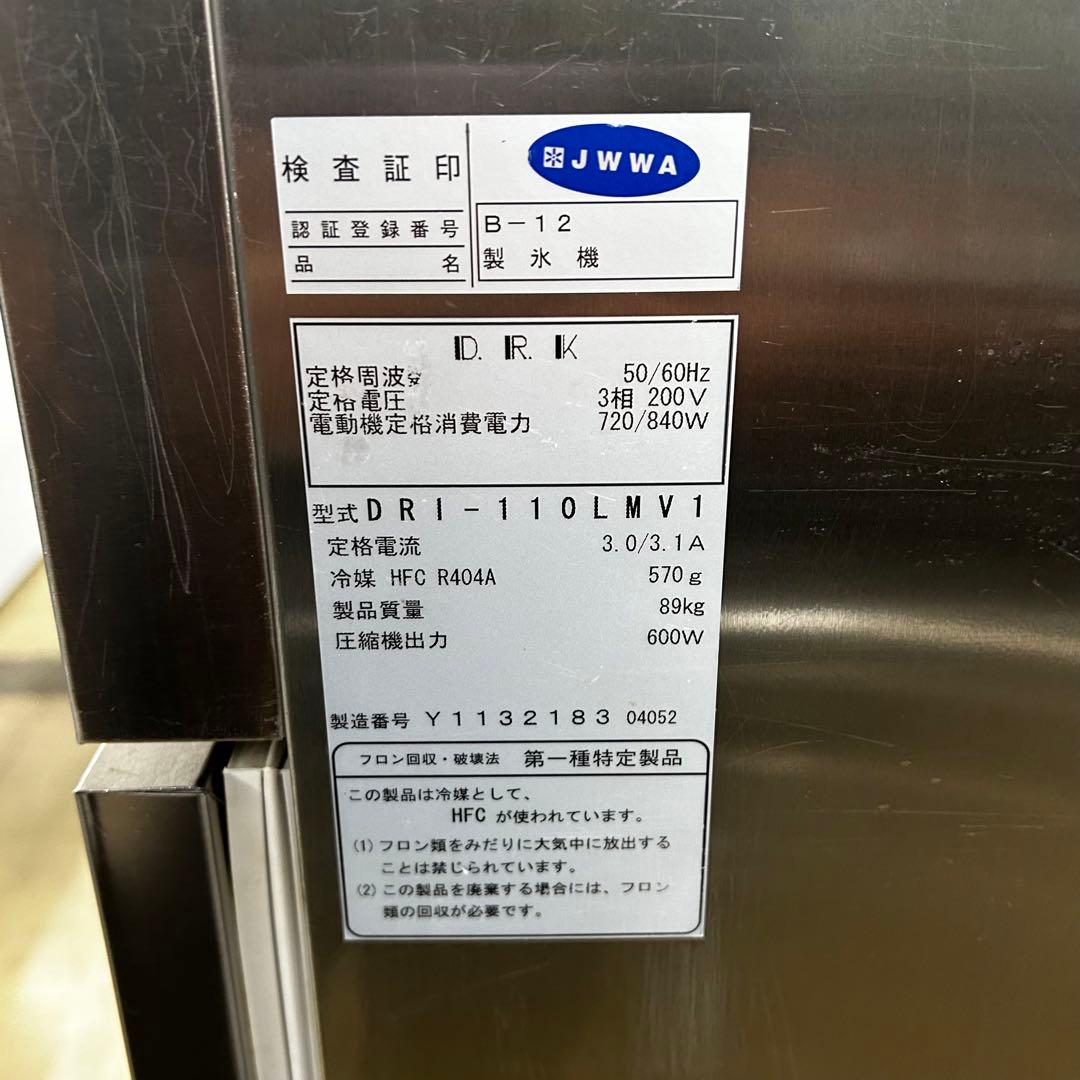 検査証印
JWWA
認証登録番号 B-12
品名 製氷機
D.R.K
定格周波数 50/60Hz
定格電圧 3相 200V
電動機定格消費電力 720/840W
型式 DRI-110LMV1
定格電流 3.0/3.1A
冷媒 HFC R404A 570g
製品質量 89kg
圧縮機出力 600W
製造番号 Y1132183 04052
フロン回収・破壊法 第一種特定製品
この製品は冷媒として、
HFC が使われています。
(1) フロン類をみだりに大気中に放出する
ことは禁じられています。
(2) この製品を廃棄する場合には、フロン
類の回収が必要です。